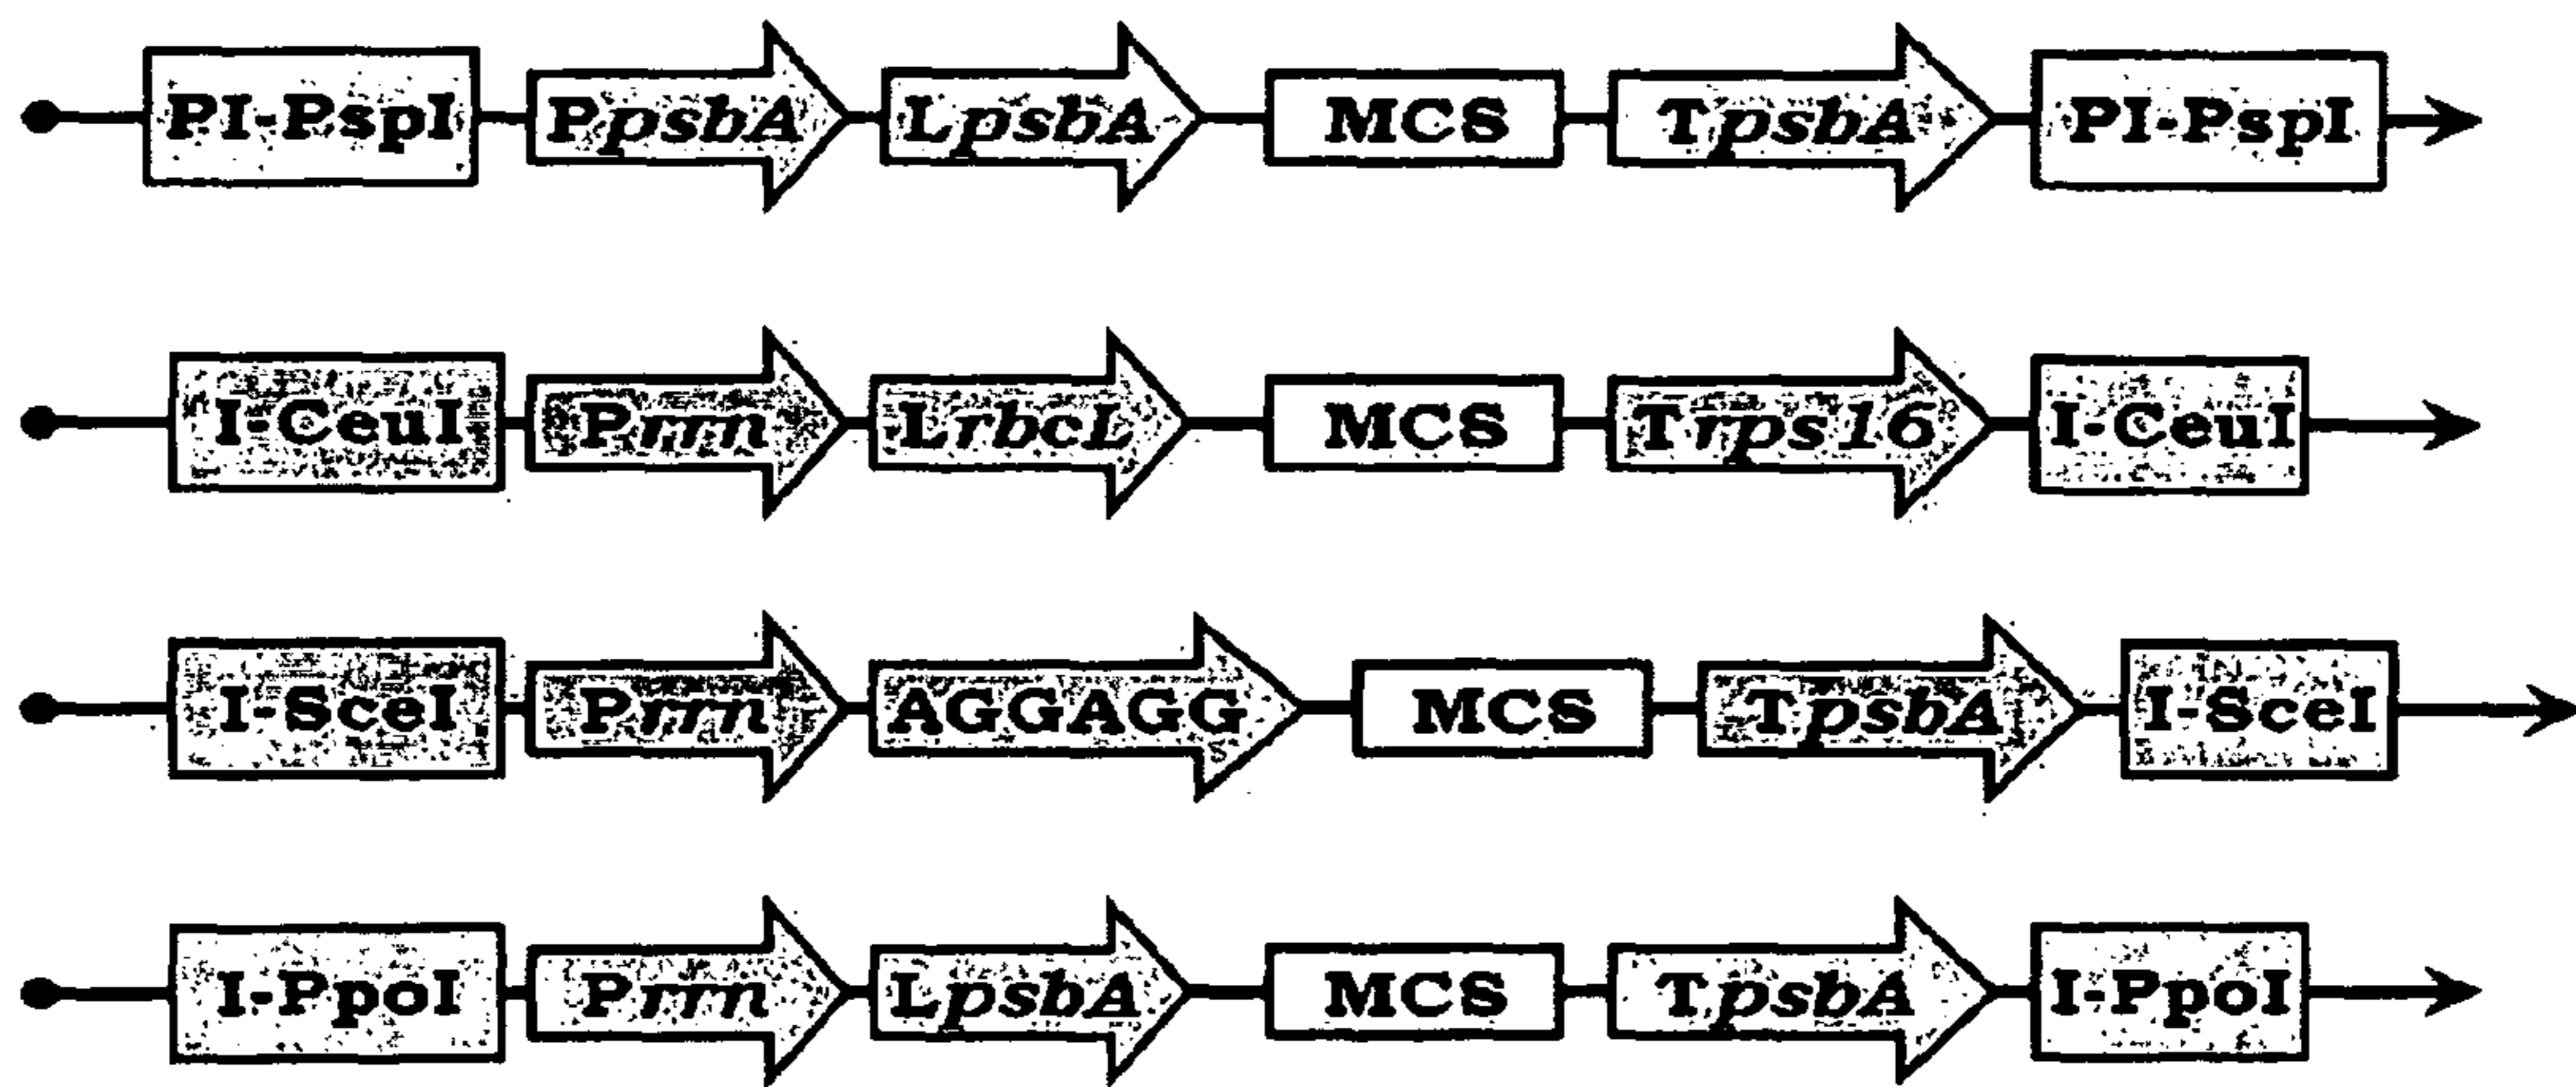 PI-PspI PpsbA LpsbA MCS TpsbA PI-PspI
I-CeuI Prrn LrbcL MCS Trps16 I-CeuI
I-SceI Prrn AGGAGG MCS TpsbA I-SceI
I-PpoI Prrn LpsbA MCS TpsbA I-PpoI